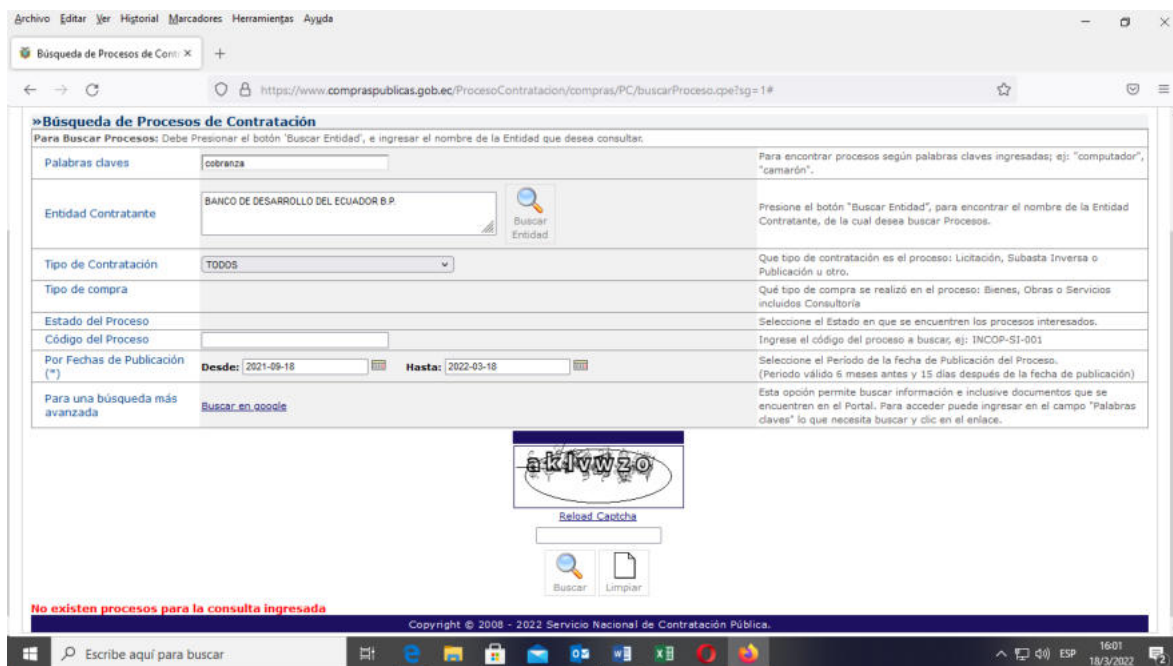 Archivo Editar Ver Historial Marcadores Herramientas Ayuda
Búsqueda de Procesos de Contr
https://www.compraspublicas.gob.ec/ProcesoContratacion/compras/PC/buscarProceso.cpe?sg=1#
»Búsqueda de Procesos de Contratación
Para Buscar Procesos: Debe Presionar el botón 'Buscar Entidad', e ingresar el nombre de la Entidad que desea consultar.
Palabras claves
cobranza
Para encontrar procesos según palabras claves ingresadas; ej: "computador",
"camarón".
Entidad Contratante
BANCO DE DESARROLLO DEL ECUADOR B.P.
Buscar
Entidad
Presione el botón "Buscar Entidad", para encontrar el nombre de la Entidad
Contratante, de la cual desea buscar Procesos.
Tipo de Contratación
TODOS
Que tipo de contratación es el proceso: Licitación, Subasta Inversa o
Publicación u otro.
Tipo de compra
Qué tipo de compra se realizó en el proceso: Bienes, Obras o Servicios
incluidos Consultoría
Estado del Proceso
Seleccione el Estado en que se encuentren los procesos interesados.
Código del Proceso
Ingrese el código del proceso a buscar, ej: INCOP-SI-001
Por Fechas de Publicación
(*)
Desde: 2021-09-18 Hasta: 2022-03-18
Seleccione el Período de la fecha de Publicación del Proceso.
(Periodo válido 6 meses antes y 15 días después de la fecha de publicación)
Para una búsqueda más
avanzada
Buscar en google
Esta opción permite buscar información e inclusive documentos que se
encuentren en el Portal. Para acceder puede ingresar en el campo "Palabras
claves" lo que necesita buscar y clic en el enlace.
aklvwzo
Reload Captcha
Buscar Limpiar
No existen procesos para la consulta ingresada
Copyright © 2008 - 2022 Servicio Nacional de Contratación Pública.
Escribe aquí para buscar
ESP
16:01
18/3/2022